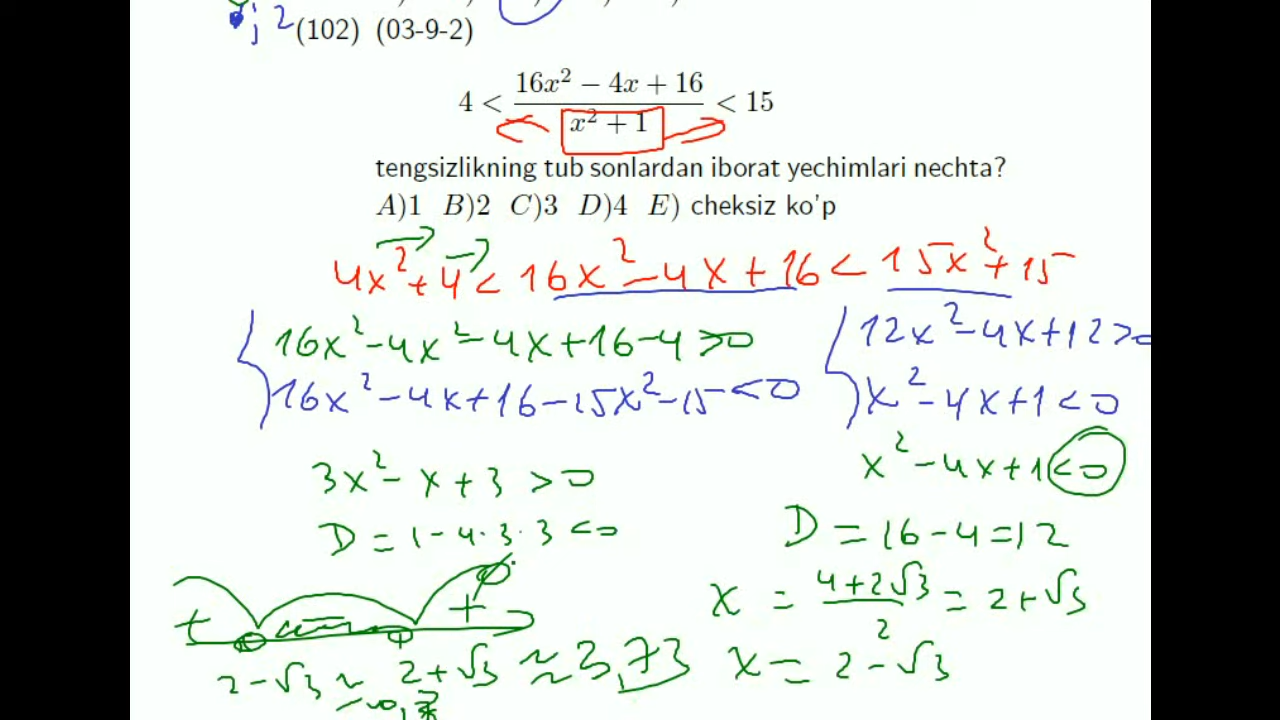 j 2
(102) (03-9-2)
4 < (16x² − 4x + 16)/(x² + 1) < 15
tengsizlikning tub sonlardan iborat yechimlari nechta?
A)1 B)2 C)3 D)4 E) cheksiz ko'p
4x² + 4 < 16x² − 4x + 16 < 15x² + 15
{ 16x² − 4x² − 4x + 16 − 4 > 0
16x² − 4x + 16 − 15x² − 15 < 0
{ 12x² − 4x + 12 > 0
x² − 4x + 1 < 0
3x² − x + 3 > 0
x² − 4x + 1 < 0
D = 1 − 4·3·3 < 0
D = 16 − 4 = 12
x = (4 + 2√3)/2 = 2 + √3
+ +
2 − √3 ≈ 2 + √3 ≈ 3,73
x = 2 − √3